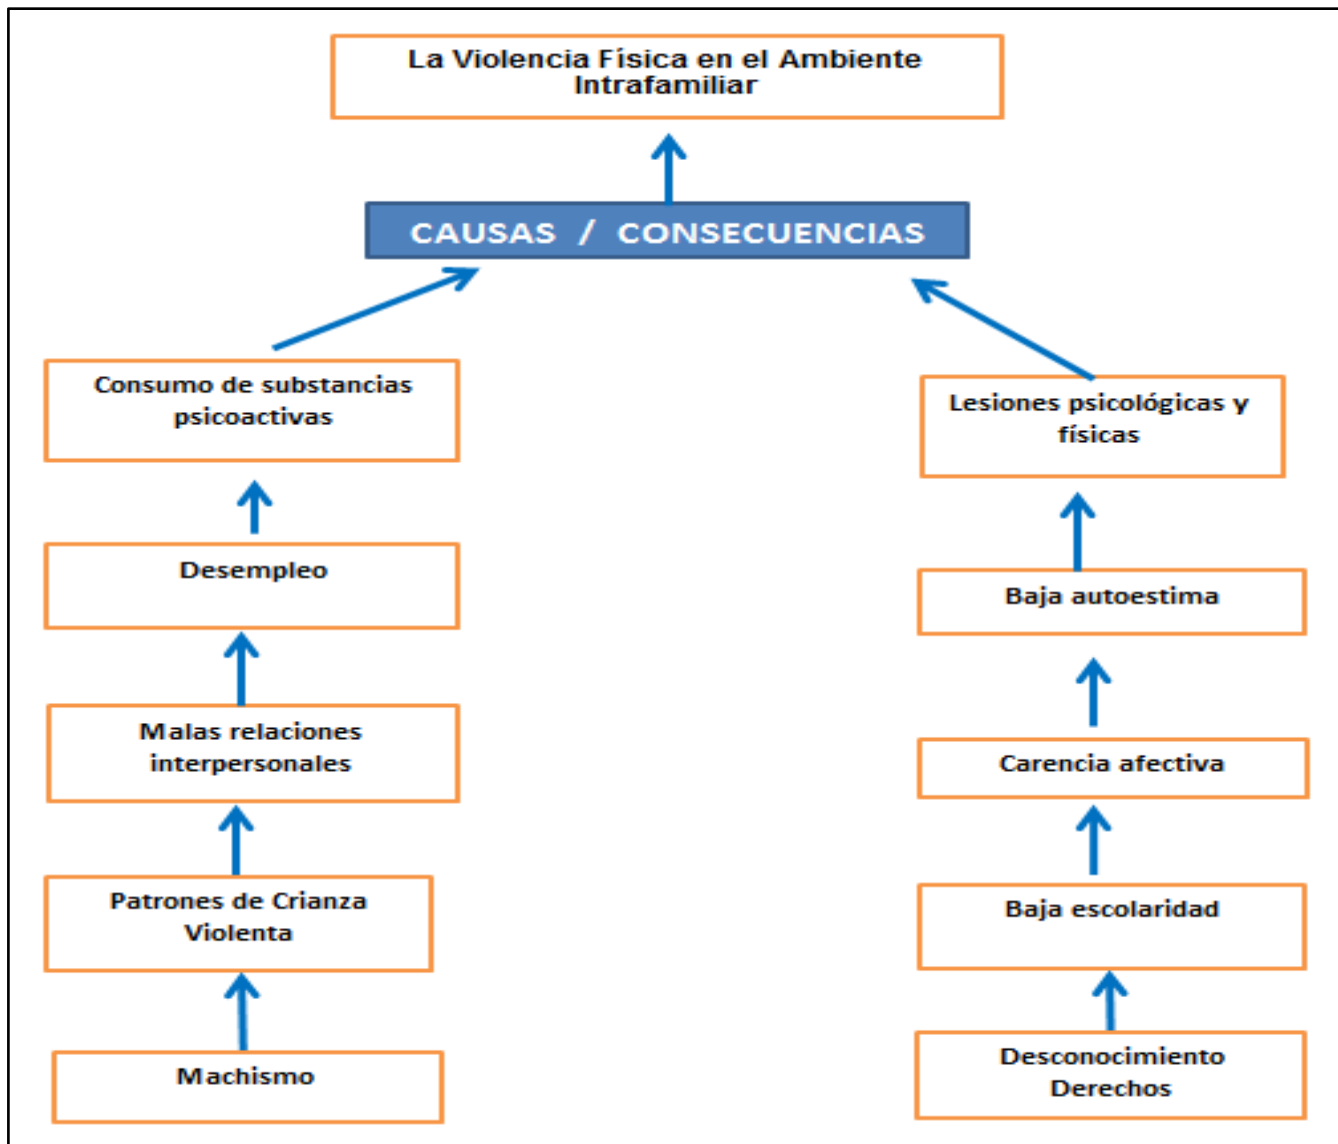 La Violencia Física en el Ambiente
Intrafamiliar
CAUSAS / CONSECUENCIAS
Consumo de substancias
psicoactivas
Desempleo
Malas relaciones
interpersonales
Patrones de Crianza
Violenta
Machismo
Lesiones psicológicas y
físicas
Baja autoestima
Carencia afectiva
Baja escolaridad
Desconocimiento
Derechos